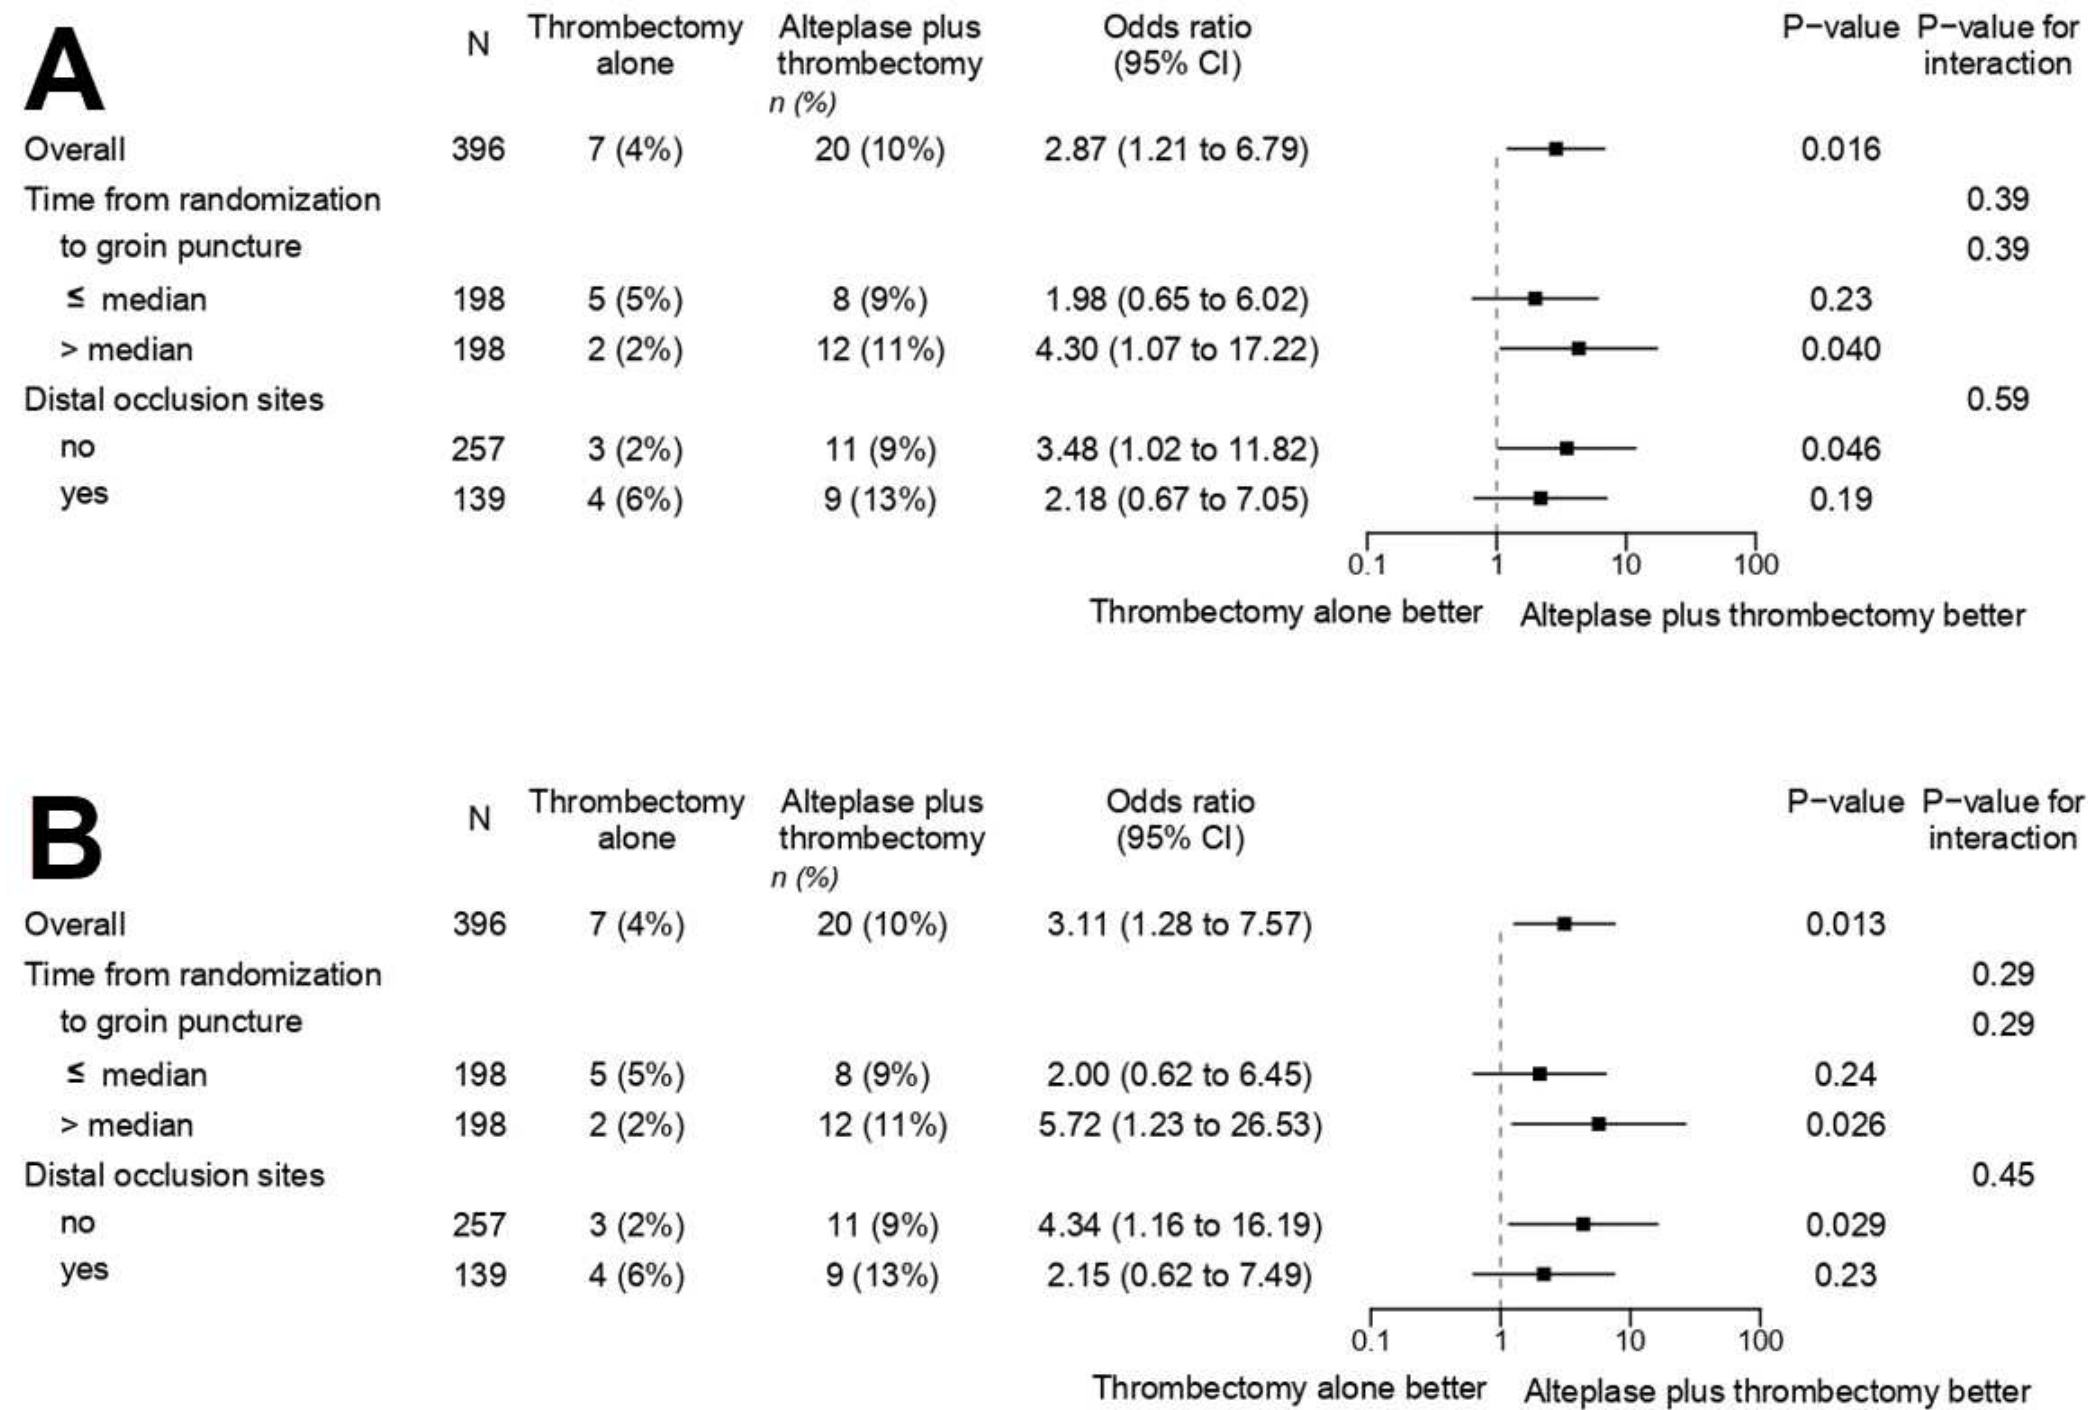 A
N Thrombectomy alone Alteplase plus thrombectomy Odds ratio (95% CI) P−value P−value for interaction
n (%)
Overall 396 7 (4%) 20 (10%) 2.87 (1.21 to 6.79) 0.016
Time from randomization 0.39
to groin puncture 0.39
≤ median 198 5 (5%) 8 (9%) 1.98 (0.65 to 6.02) 0.23
> median 198 2 (2%) 12 (11%) 4.30 (1.07 to 17.22) 0.040
Distal occlusion sites 0.59
no 257 3 (2%) 11 (9%) 3.48 (1.02 to 11.82) 0.046
yes 139 4 (6%) 9 (13%) 2.18 (0.67 to 7.05) 0.19
0.1 1 10 100
Thrombectomy alone better Alteplase plus thrombectomy better
B
N Thrombectomy alone Alteplase plus thrombectomy Odds ratio (95% CI) P−value P−value for interaction
n (%)
Overall 396 7 (4%) 20 (10%) 3.11 (1.28 to 7.57) 0.013
Time from randomization 0.29
to groin puncture 0.29
≤ median 198 5 (5%) 8 (9%) 2.00 (0.62 to 6.45) 0.24
> median 198 2 (2%) 12 (11%) 5.72 (1.23 to 26.53) 0.026
Distal occlusion sites 0.45
no 257 3 (2%) 11 (9%) 4.34 (1.16 to 16.19) 0.029
yes 139 4 (6%) 9 (13%) 2.15 (0.62 to 7.49) 0.23
0.1 1 10 100
Thrombectomy alone better Alteplase plus thrombectomy better